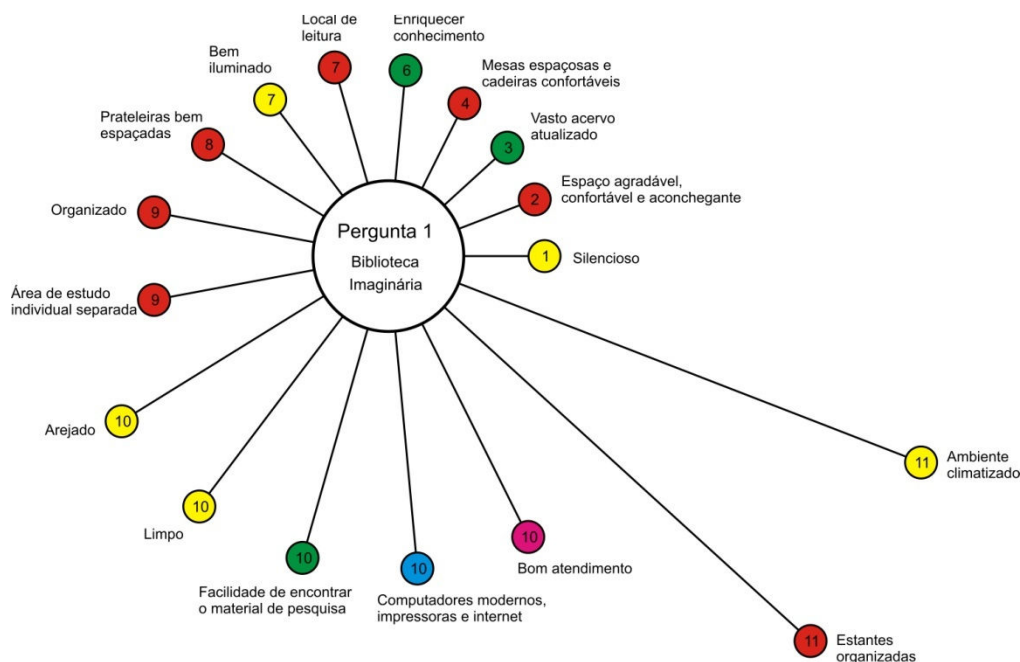 Local de
leitura
7
Enriquecer
conhecimento
6
Bem
iluminado
7
Mesas espaçosas e
cadeiras confortáveis
4
Prateleiras bem
espaçadas
8
Vasto acervo
atualizado
3
Organizado
9
Espaço agradável,
confortável e aconchegante
2
Pergunta 1
Biblioteca
Imaginária
1
Silencioso
Área de estudo
individual separada
9
Arejado
10
11
Ambiente
climatizado
Limpo
10
Facilidade de encontrar
o material de pesquisa
10
Computadores modernos,
impressoras e internet
10
Bom atendimento
10
11
Estantes
organizadas